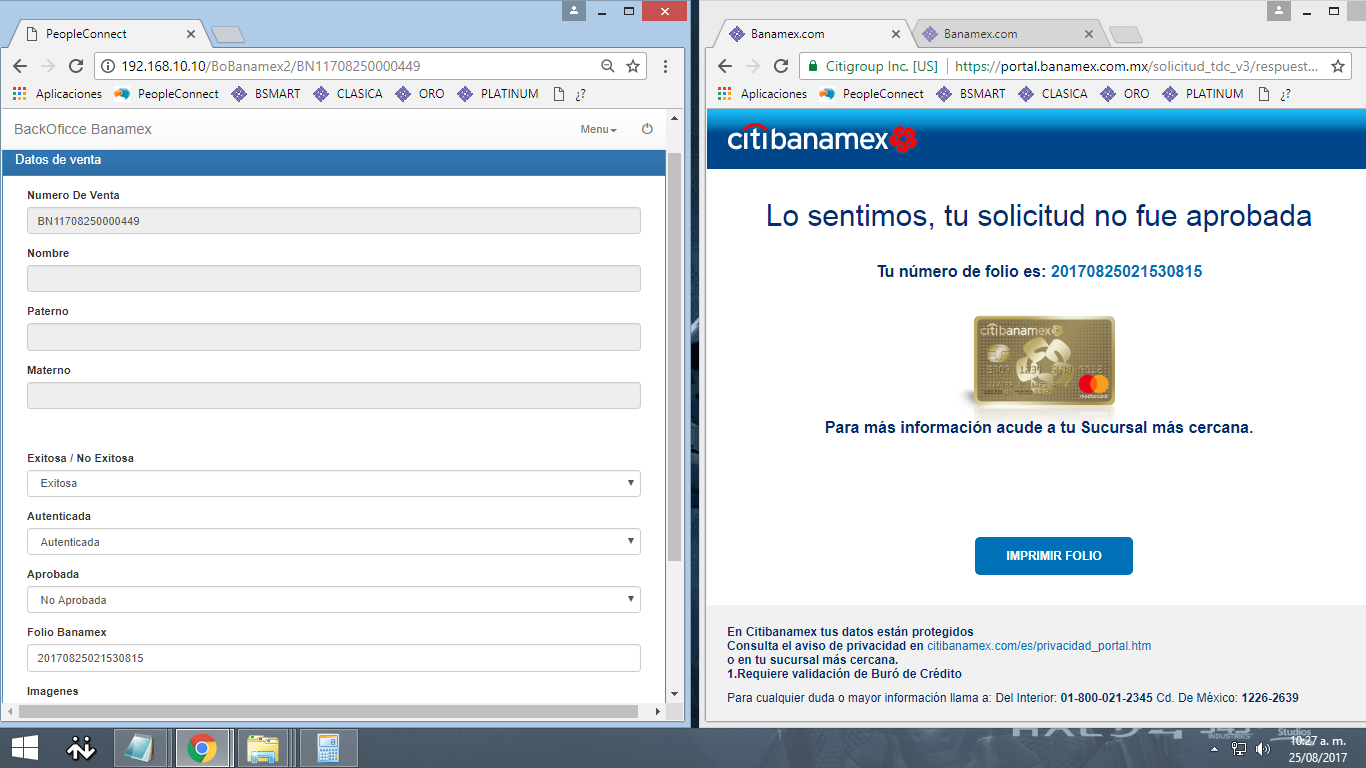 PeopleConnect
192.168.10.10/BoBanamex2/BN11708250000449
Aplicaciones PeopleConnect BSMART CLASICA ORO PLATINUM ¿?
BackOficce Banamex Menu
Datos de venta
Numero De Venta
BN11708250000449
Nombre
Paterno
Materno
Exitosa / No Exitosa
Exitosa
Autenticada
Autenticada
Aprobada
No Aprobada
Folio Banamex
20170825021530815
Imagenes
Banamex.com Banamex.com
Citigroup Inc. [US] https://portal.banamex.com.mx/solicitud_tdc_v3/respuest...
Aplicaciones PeopleConnect BSMART CLASICA ORO PLATINUM ¿?
citibanamex
Lo sentimos, tu solicitud no fue aprobada
Tu número de folio es: 20170825021530815
citibanamex
mastercard
Para más información acude a tu Sucursal más cercana.
IMPRIMIR FOLIO
En Citibanamex tus datos están protegidos
Consulta el aviso de privacidad en citibanamex.com/es/privacidad_portal.htm
o en tu sucursal más cercana.
1.Requiere validación de Buró de Crédito
Para cualquier duda o mayor información llama a: Del Interior: 01-800-021-2345 Cd. De México: 1226-2639
343
INDUSTRIES
Studios
10:27 a. m.
25/08/2017